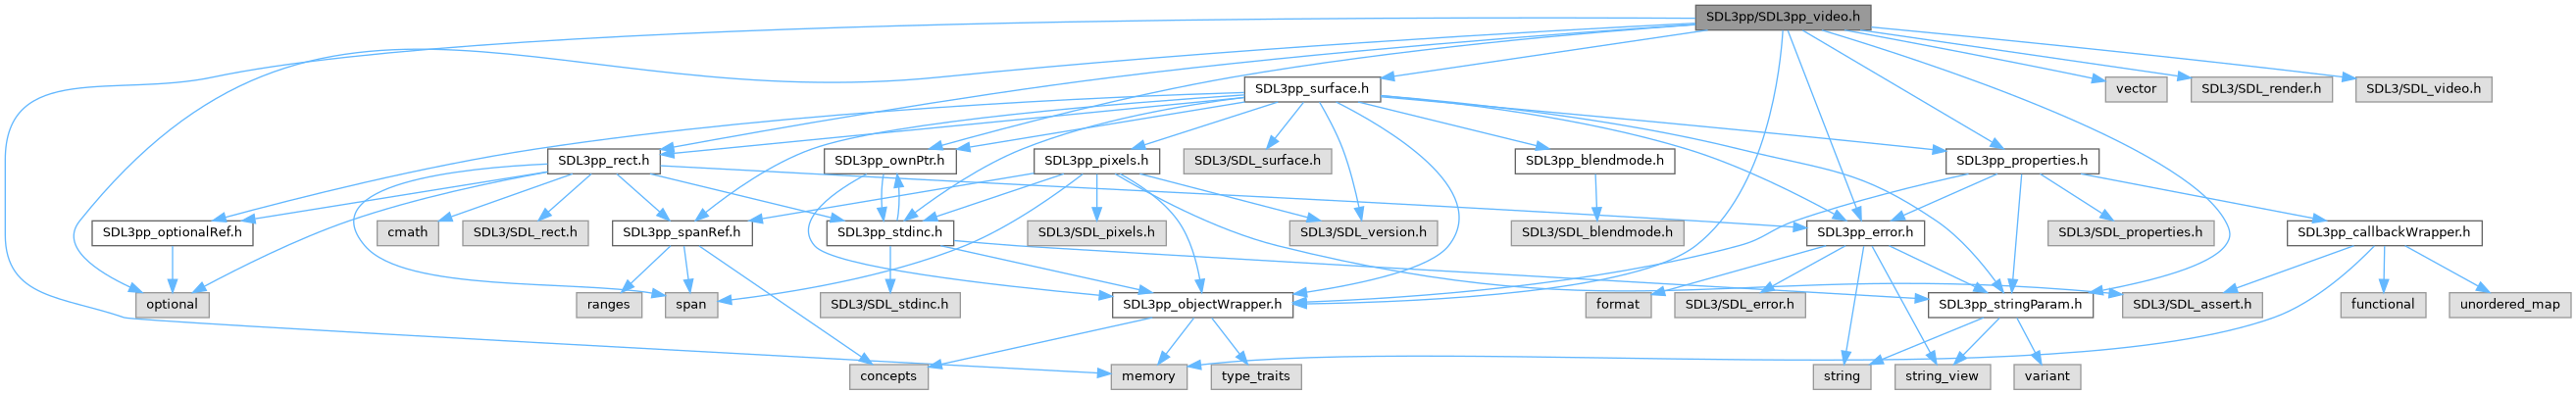 SDL3pp/SDL3pp_video.h
SDL3pp_surface.h
vector
SDL3/SDL_render.h
SDL3/SDL_video.h
SDL3pp_rect.h
SDL3pp_ownPtr.h
SDL3pp_pixels.h
SDL3/SDL_surface.h
SDL3pp_blendmode.h
SDL3pp_properties.h
SDL3pp_optionalRef.h
cmath
SDL3/SDL_rect.h
SDL3pp_spanRef.h
SDL3pp_stdinc.h
SDL3/SDL_pixels.h
SDL3/SDL_version.h
SDL3/SDL_blendmode.h
SDL3pp_error.h
SDL3/SDL_properties.h
SDL3pp_callbackWrapper.h
optional
ranges
span
SDL3/SDL_stdinc.h
SDL3pp_objectWrapper.h
format
SDL3/SDL_error.h
SDL3pp_stringParam.h
SDL3/SDL_assert.h
functional
unordered_map
concepts
memory
type_traits
string
string_view
variant